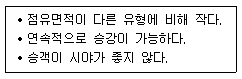 • 점유면적이 다른 유형에 비해 작다.
• 연속적으로 승강이 가능하다.
• 승객이 시야가 좋지 않다.